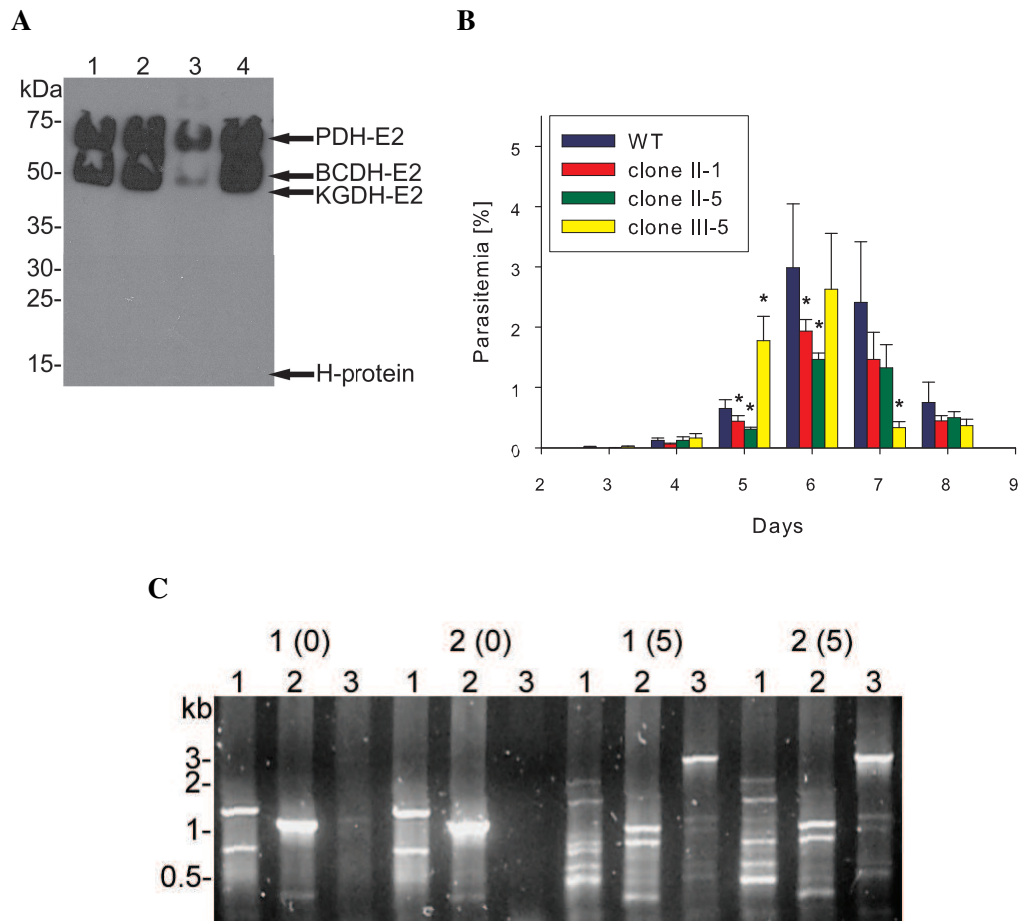 A
1 2 3 4
kDa
75-
PDH-E2
50-
BCDH-E2
KGDH-E2
35-
30-
25-
15-
H-protein
B
WT
clone II-1
clone II-5
clone III-5
Parasitemia [%]
5
4
3
2
1
0
* * * * * * *
2 3 4 5 6 7 8 9
Days
C
1 (0) 2 (0) 1 (5) 2 (5)
1 2 3 1 2 3 1 2 3 1 2 3
kb
3-
2-
1-
0.5-